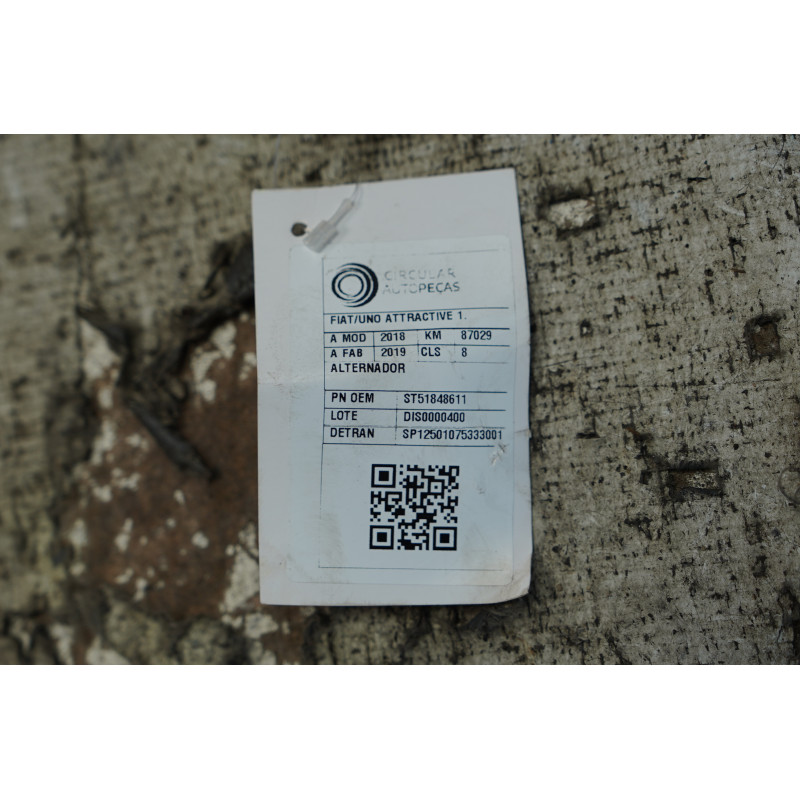 CIRCULAR
AUTOPEÇAS
FIAT/UNO ATTRACTIVE 1.
A MOD 2018 KM 87029
A FAB 2019 CLS 8
ALTERNADOR
PN OEM ST51848611
LOTE DIS0000400
DETRAN SP12501075333001